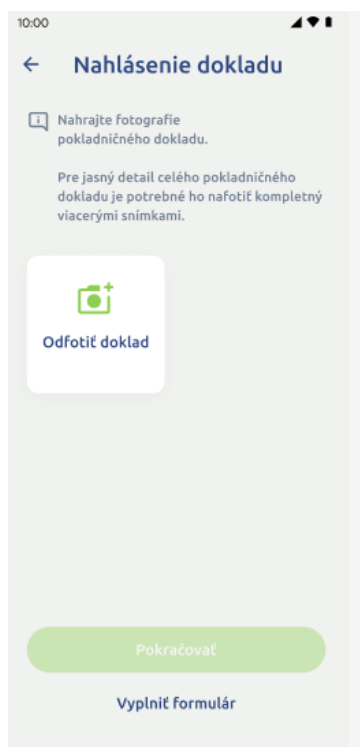 10:00
Nahlásenie dokladu
Nahrajte fotografie
pokladničného dokladu.
Pre jasný detail celého pokladničného
dokladu je potrebné ho nafotiť kompletný
viacerými snímkami.
Odfotiť doklad
Pokračovať
Vyplniť formulár